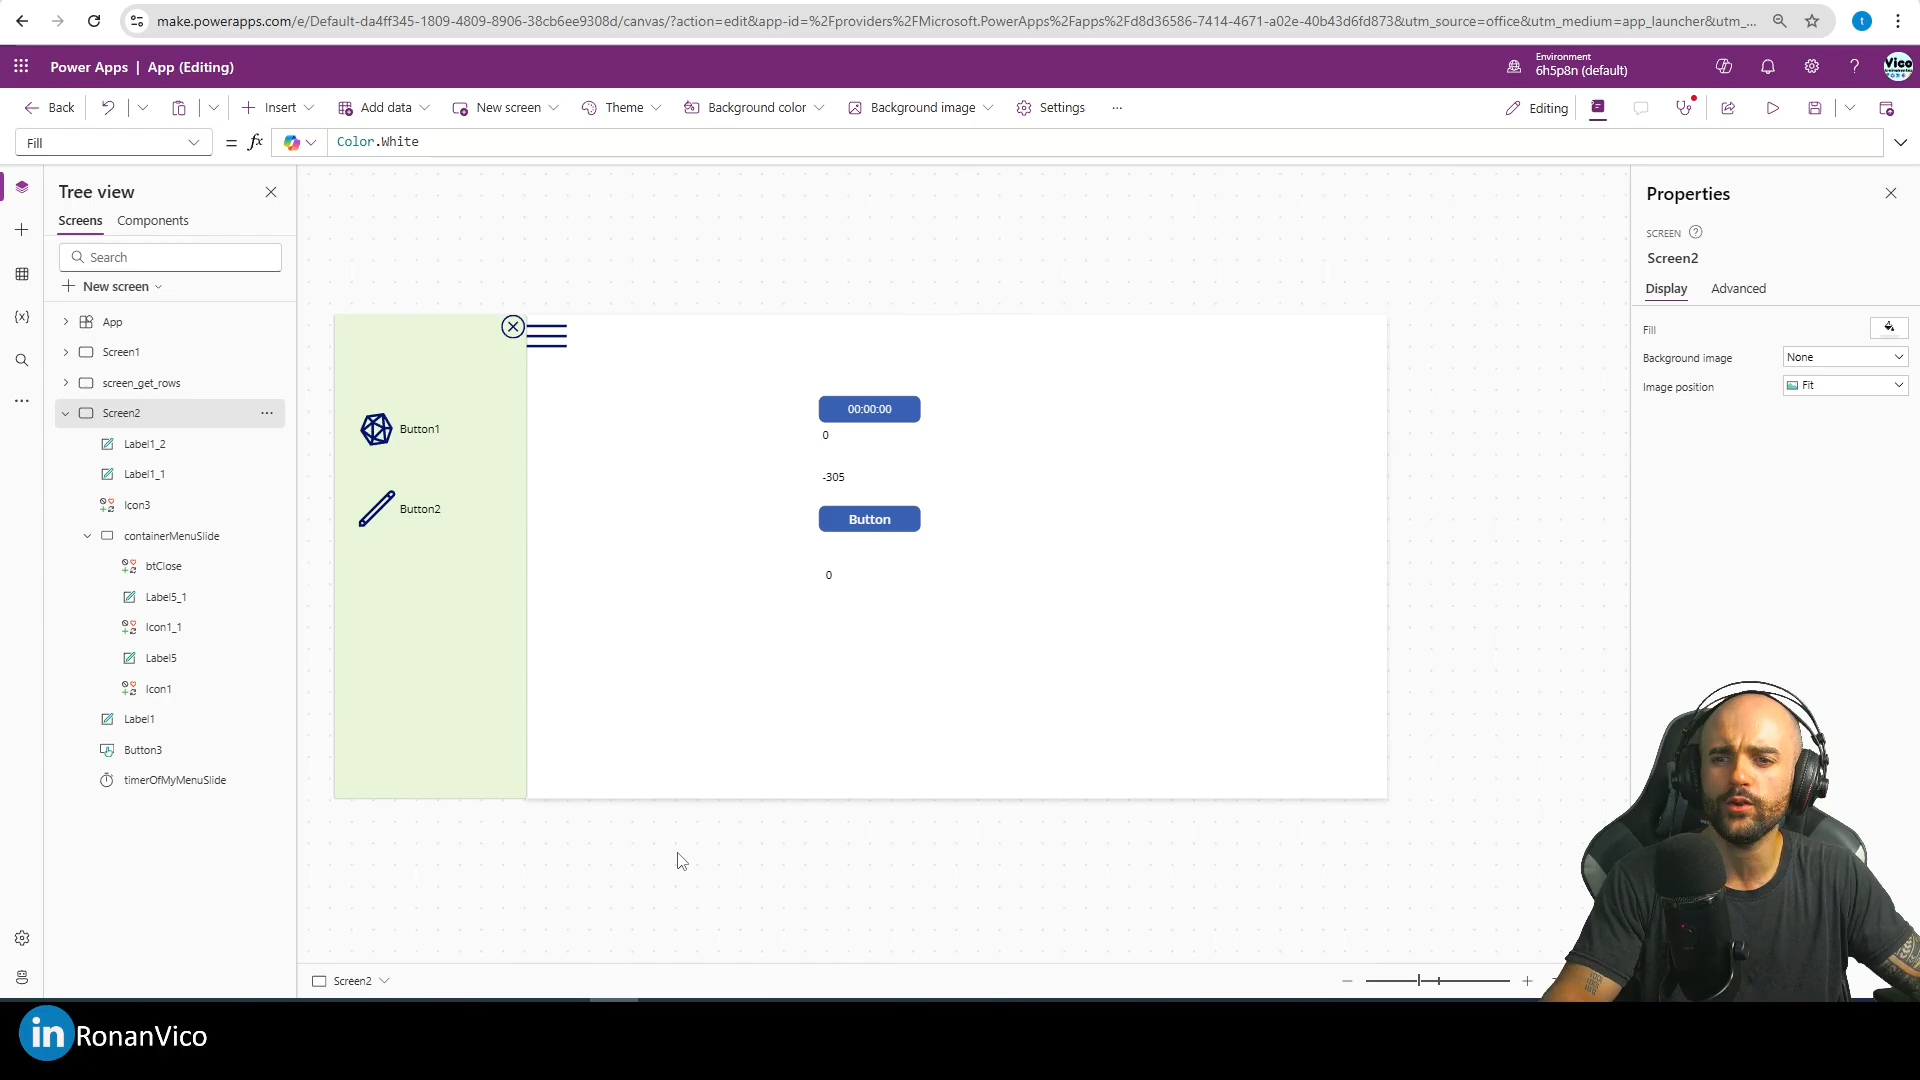 make.powerapps.com/e/Default-da4ff345-1809-4809-8906-38cb6ee9308d/canvas/?action=edit&app-id=%2Fproviders%2FMicrosoft.PowerApps%2Fapps%2Fd8d36586-7414-4671-a02e-40b43d6fd873&utm_source=office&utm_medium=app_launcher&utm_...
t
Power Apps | App (Editing)
Environment
6h5p8n (default)
Vico
Back
Insert
Add data
New screen
Theme
Background color
Background image
Settings
...
Editing
Fill
= fx
Color.White
Tree view
Screens
Components
Search
New screen
App
Screen1
screen_get_rows
Screen2
...
Label1_2
Label1_1
Icon3
containerMenuSlide
btClose
Label5_1
Icon1_1
Label5
Icon1
Label1
Button3
timerOfMyMenuSlide
Button1
Button2
00:00:00
0
-305
Button
0
Properties
SCREEN
Screen2
Display
Advanced
Fill
Background image
None
Image position
Fit
Screen2
in RonanVico